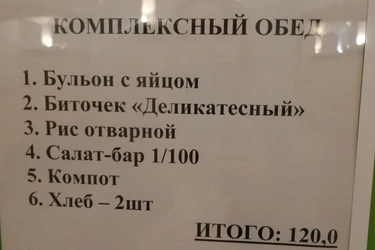 КОМПЛЕКСНЫЙ ОБЕД
1. Бульон с яйцом
2. Биточек «Деликатесный»
3. Рис отварной
4. Салат-бар 1/100
5. Компот
6. Хлеб – 2шт
ИТОГО: 120,0